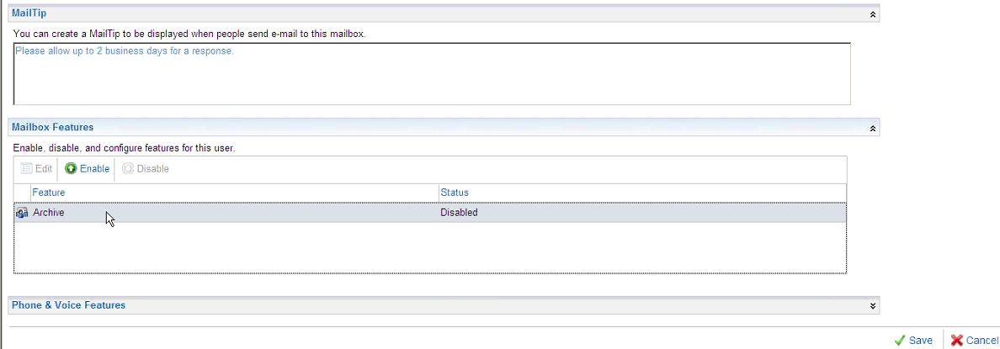 MailTip
You can create a MailTip to be displayed when people send e-mail to this mailbox.
Please allow up to 2 business days for a response.
Mailbox Features
Enable, disable, and configure features for this user.
Edit Enable Disable
Feature Status
Archive Disabled
Phone & Voice Features
Save Cancel